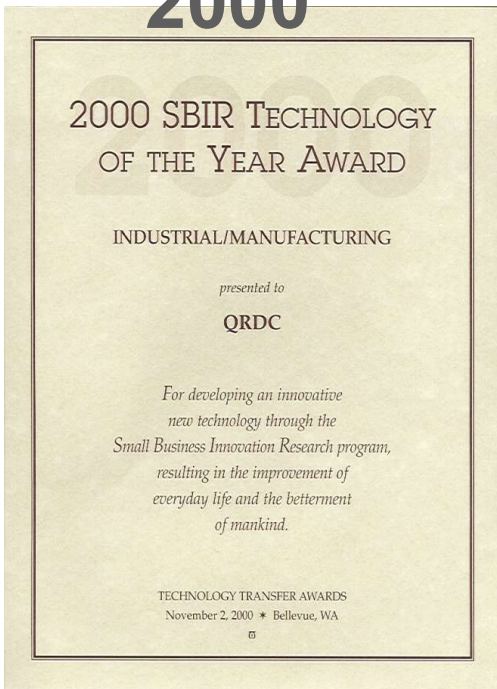 2000
2000
2000 SBIR TECHNOLOGY
OF THE YEAR AWARD
INDUSTRIAL/MANUFACTURING
presented to
QRDC
For developing an innovative
new technology through the
Small Business Innovation Research program,
resulting in the improvement of
everyday life and the betterment
of mankind.
TECHNOLOGY TRANSFER AWARDS
November 2, 2000 * Bellevue, WA